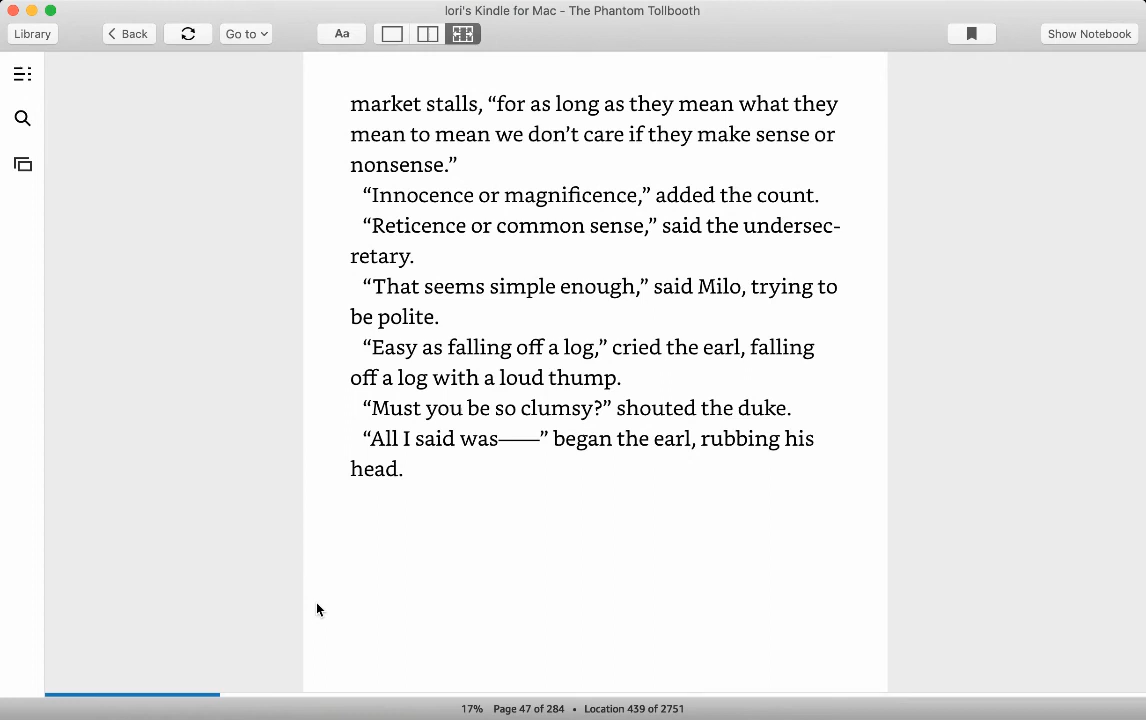 lori's Kindle for Mac - The Phantom Tollbooth
Library
Back
Go to
Aa
Show Notebook
market stalls, “for as long as they mean what they
mean to mean we don’t care if they make sense or
nonsense.”
“Innocence or magnificence,” added the count.
“Reticence or common sense,” said the undersec-
retary.
“That seems simple enough,” said Milo, trying to
be polite.
“Easy as falling off a log,” cried the earl, falling
off a log with a loud thump.
“Must you be so clumsy?” shouted the duke.
“All I said was——” began the earl, rubbing his
head.
17% Page 47 of 284 • Location 439 of 2751